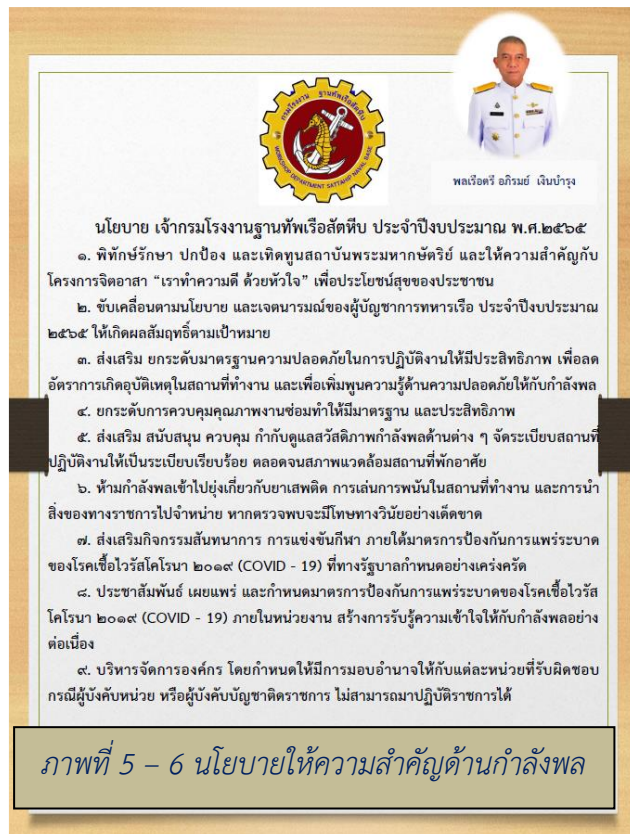 กรมโรงงาน ฐานทัพเรือสัตหีบ
WORKSHOP DEPARTMENT SATTAHIP NAVAL BASE
พลเรือตรี อภิรมย์ เงินบำรุง
นโยบาย เจ้ากรมโรงงานฐานทัพเรือสัตหีบ ประจำปีงบประมาณ พ.ศ.๒๕๖๕
๑. พิทักษ์รักษา ปกป้อง และเทิดทูนสถาบันพระมหากษัตริย์ และให้ความสำคัญกับ
โครงการจิตอาสา “เราทำความดี ด้วยหัวใจ” เพื่อประโยชน์สุขของประชาชน
๒. ขับเคลื่อนตามนโยบาย และเจตนารมณ์ของผู้บัญชาการทหารเรือ ประจำปีงบประมาณ
๒๕๖๕ ให้เกิดผลสัมฤทธิ์ตามเป้าหมาย
๓. ส่งเสริม ยกระดับมาตรฐานความปลอดภัยในการปฏิบัติงานให้มีประสิทธิภาพ เพื่อลด
อัตราการเกิดอุบัติเหตุในสถานที่ทำงาน และเพื่อเพิ่มพูนความรู้ด้านความปลอดภัยให้กับกำลังพล
๔. ยกระดับการควบคุมคุณภาพงานซ่อมทำให้มีมาตรฐาน และประสิทธิภาพ
๕. ส่งเสริม สนับสนุน ควบคุม กำกับดูแลสวัสดิภาพกำลังพลด้านต่าง ๆ จัดระเบียบสถานที่
ปฏิบัติงานให้เป็นระเบียบเรียบร้อย ตลอดจนสภาพแวดล้อมสถานที่พักอาศัย
๖. ห้ามกำลังพลเข้าไปยุ่งเกี่ยวกับยาเสพติด การเล่นการพนันในสถานที่ทำงาน และการนำ
สิ่งของทางราชการไปจำหน่าย หากตรวจพบจะมีโทษทางวินัยอย่างเด็ดขาด
๗. ส่งเสริมกิจกรรมสันทนาการ การแข่งขันกีฬา ภายใต้มาตรการป้องกันการแพร่ระบาด
ของโรคเชื้อไวรัสโคโรนา ๒๐๑๙ (COVID - 19) ที่ทางรัฐบาลกำหนดอย่างเคร่งครัด
๘. ประชาสัมพันธ์ เผยแพร่ และกำหนดมาตรการป้องกันการแพร่ระบาดของโรคเชื้อไวรัส
โคโรนา ๒๐๑๙ (COVID - 19) ภายในหน่วยงาน สร้างการรับรู้ความเข้าใจให้กับกำลังพลอย่าง
ต่อเนื่อง
๙. บริหารจัดการองค์กร โดยกำหนดให้มีการมอบอำนาจให้กับแต่ละหน่วยที่รับผิดชอบ
กรณีผู้บังคับหน่วย หรือผู้บังคับบัญชาติดราชการ ไม่สามารถมาปฏิบัติราชการได้
ภาพที่ 5 – 6 นโยบายให้ความสำคัญด้านกำลังพล